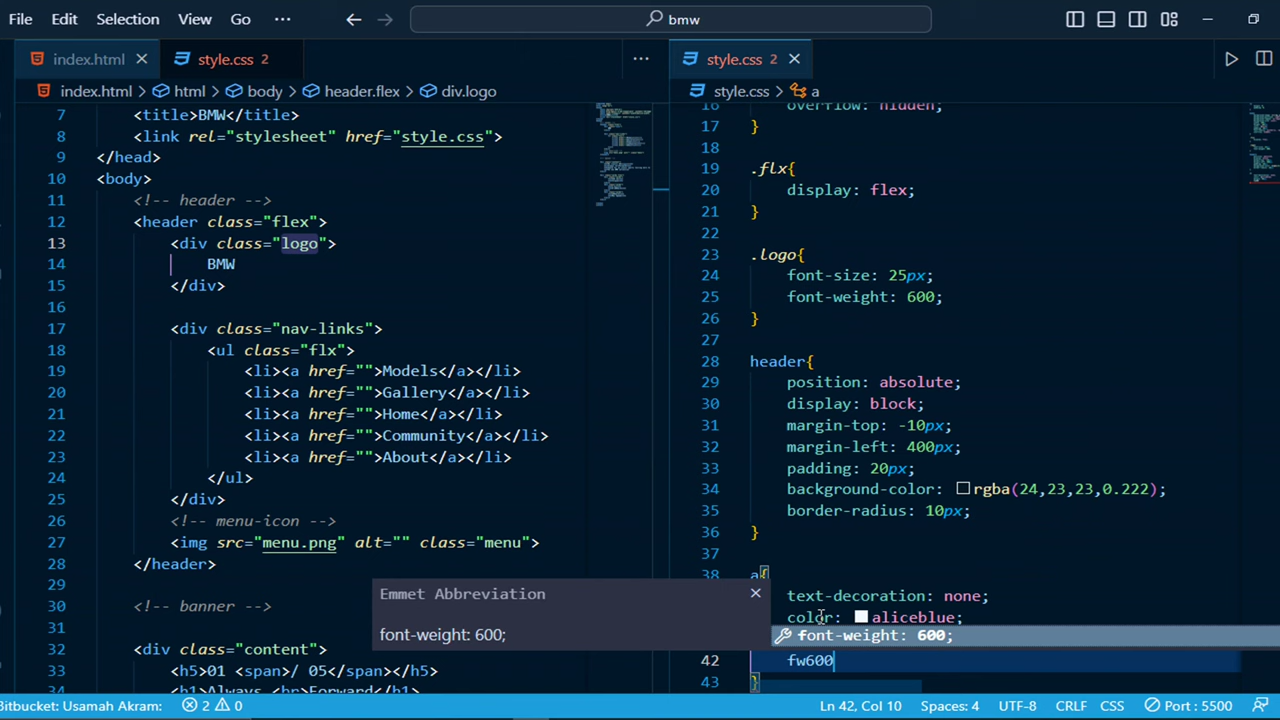 File Edit Selection View Go ··· bmw
index.html style.css 2 ···
index.html > html > body > header.flex > div.logo
7 <title>BMW</title>
8 <link rel="stylesheet" href="style.css">
9 </head>
10 <body>
11 <!-- header -->
12 <header class="flex">
13 <div class="logo">
14 BMW
15 </div>
16
17 <div class="nav-links">
18 <ul class="flx">
19 <li><a href="">Models</a></li>
20 <li><a href="">Gallery</a></li>
21 <li><a href="">Home</a></li>
22 <li><a href="">Community</a></li>
23 <li><a href="">About</a></li>
24 </ul>
25 </div>
26 <!-- menu-icon -->
27 <img src="menu.png" alt="" class="menu">
28 </header>
29
30 <!-- banner -->
31
32 <div class="content">
33 <h5>01 <span>/ 05</span></h5>
34 <h1>Always <br>Forward</h1>
style.css 2
style.css > a
16 overflow: hidden;
17 }
18
19 .flx{
20 display: flex;
21 }
22
23 .logo{
24 font-size: 25px;
25 font-weight: 600;
26 }
27
28 header{
29 position: absolute;
30 display: block;
31 margin-top: -10px;
32 margin-left: 400px;
33 padding: 20px;
34 background-color: rgba(24,23,23,0.222);
35 border-radius: 10px;
36 }
37
38 a{
text-decoration: none;
color: aliceblue;
font-weight: 600;
42 fw600
43 }
Emmet Abbreviation
font-weight: 600;
Bitbucket: Usamah Akram: 2 0 Ln 42, Col 10 Spaces: 4 UTF-8 CRLF CSS Port : 5500